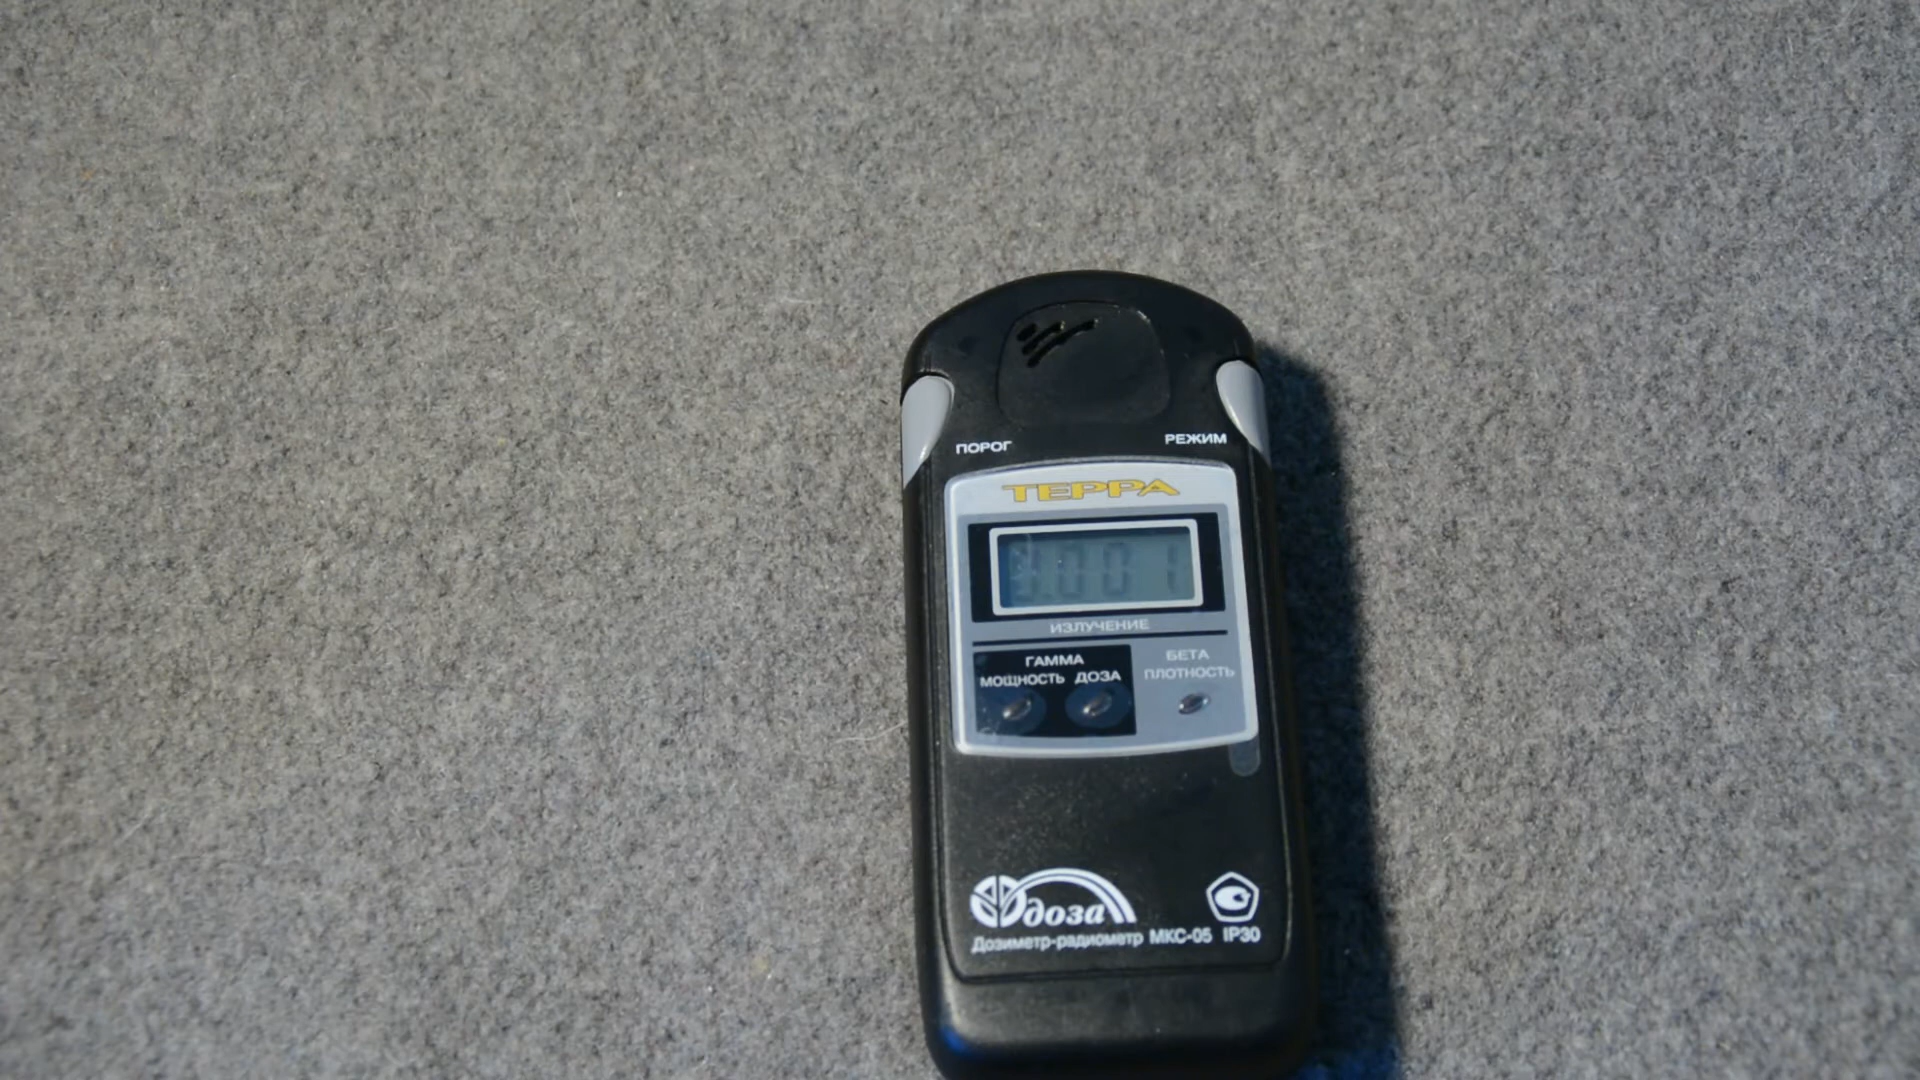 ПОРОГ
РЕЖИМ
ТЕРРА
0.001
ИЗЛУЧЕНИЕ
ГАММА
МОЩНОСТЬ ДОЗА
БЕТА
ПЛОТНОСТЬ
доза
Дозиметр-радиометр МКС-05 IP30